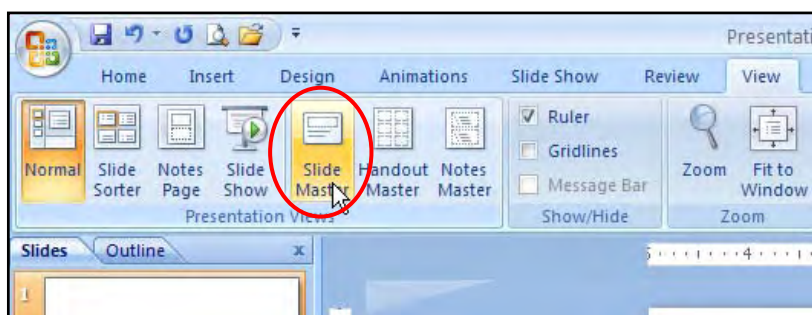 Presentati
Home Insert Design Animations Slide Show Review View
Normal Slide Sorter Notes Page Slide Show Slide Master Handout Master Notes Master
Ruler
Gridlines
Message Bar
Zoom Fit to Window
Presentation Views Show/Hide Zoom
Slides Outline x
5 4
1